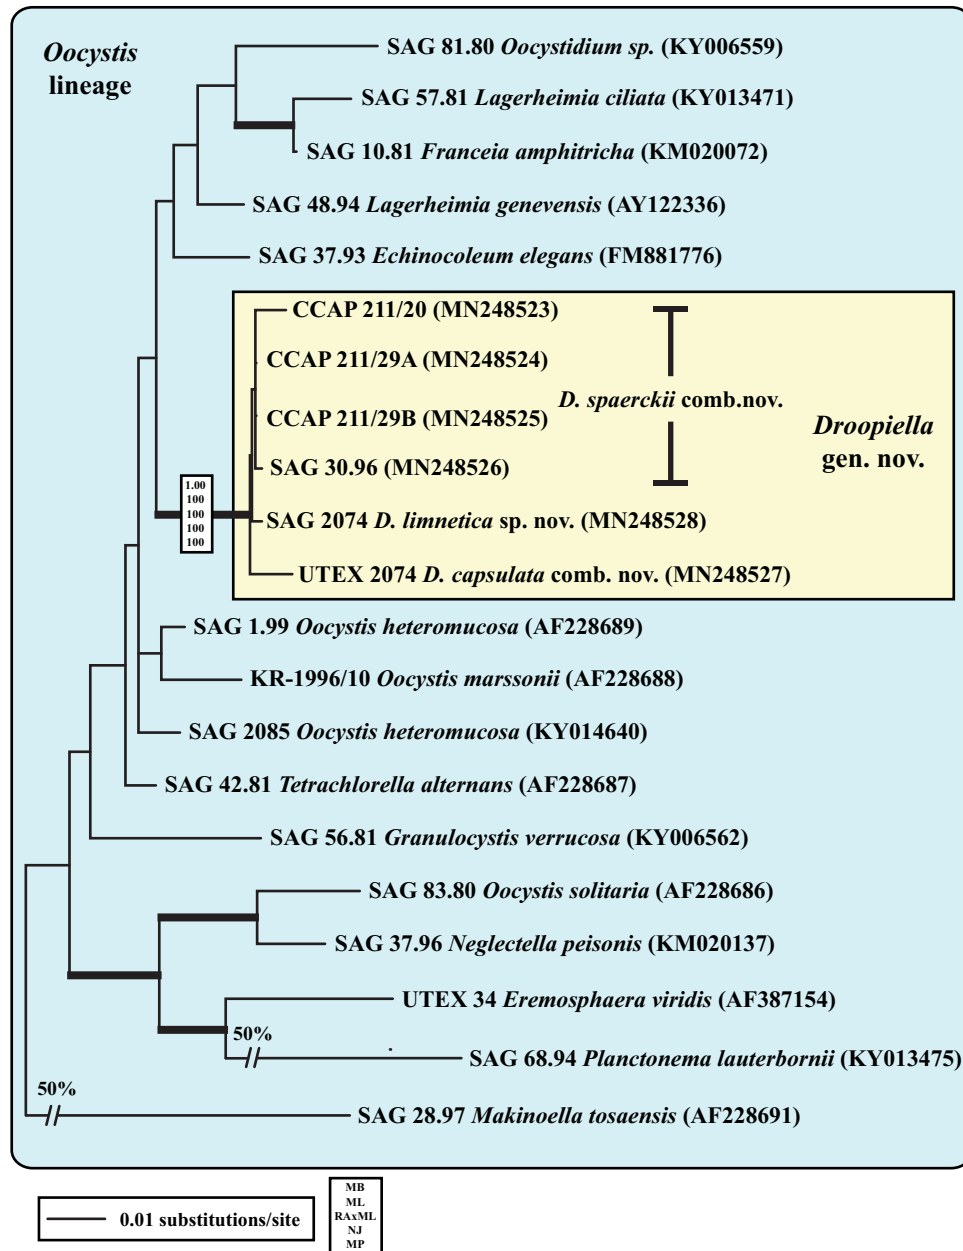 Oocystis
lineage
SAG 81.80 Oocystidium sp. (KY006559)
SAG 57.81 Lagerheimia ciliata (KY013471)
SAG 10.81 Franceia amphitricha (KM020072)
SAG 48.94 Lagerheimia genevensis (AY122336)
SAG 37.93 Echinocoleum elegans (FM881776)
CCAP 211/20 (MN248523)
CCAP 211/29A (MN248524)
D. spaerckii comb.nov.
CCAP 211/29B (MN248525)
Droopiella
gen. nov.
SAG 30.96 (MN248526)
1.00
100
100
100
100
SAG 2074 D. limnetica sp. nov. (MN248528)
UTEX 2074 D. capsulata comb. nov. (MN248527)
SAG 1.99 Oocystis heteromucosa (AF228689)
KR-1996/10 Oocystis marssonii (AF228688)
SAG 2085 Oocystis heteromucosa (KY014640)
SAG 42.81 Tetrachlorella alternans (AF228687)
SAG 56.81 Granulocystis verrucosa (KY006562)
SAG 83.80 Oocystis solitaria (AF228686)
SAG 37.96 Neglectella peisonis (KM020137)
UTEX 34 Eremosphaera viridis (AF387154)
50%
SAG 68.94 Planctonema lauterbornii (KY013475)
50%
SAG 28.97 Makinoella tosaensis (AF228691)
0.01 substitutions/site
MB
ML
RAxML
NJ
MP